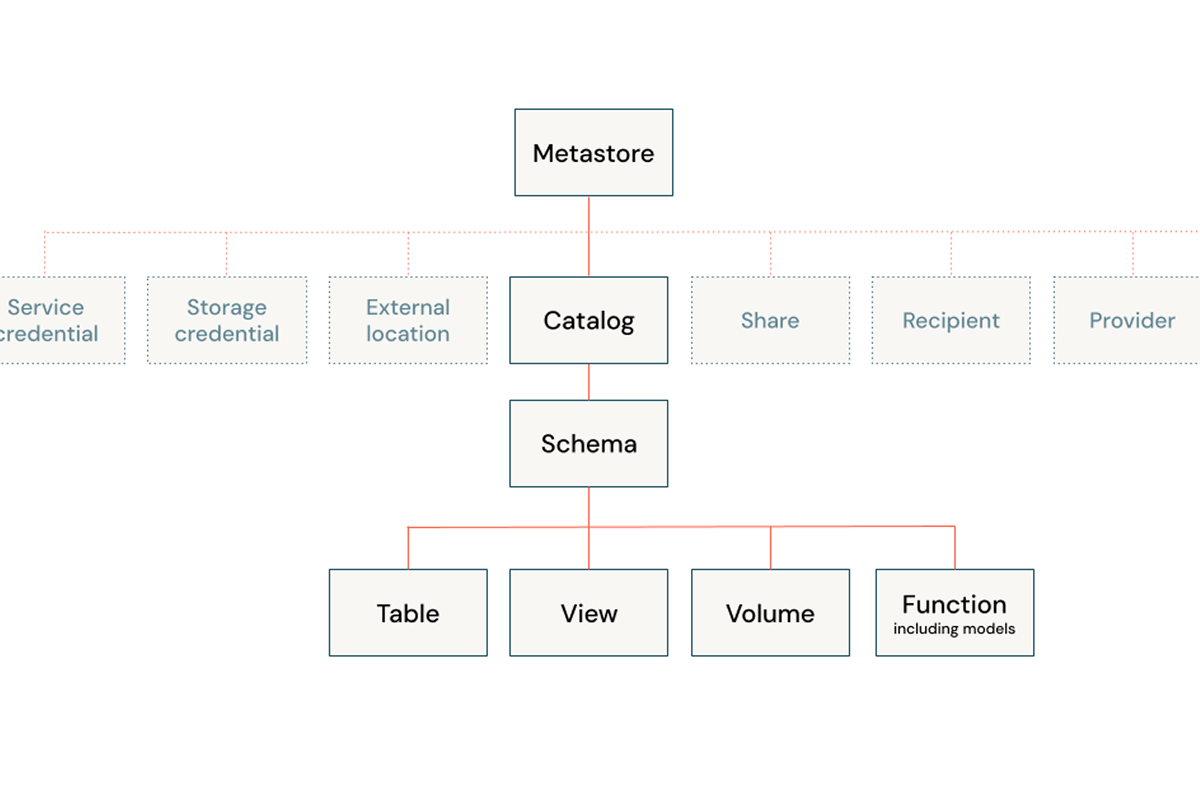 Metastore
Service
credential
Storage
credential
External
location
Catalog
Share
Recipient
Provider
Schema
Table
View
Volume
Function
including models